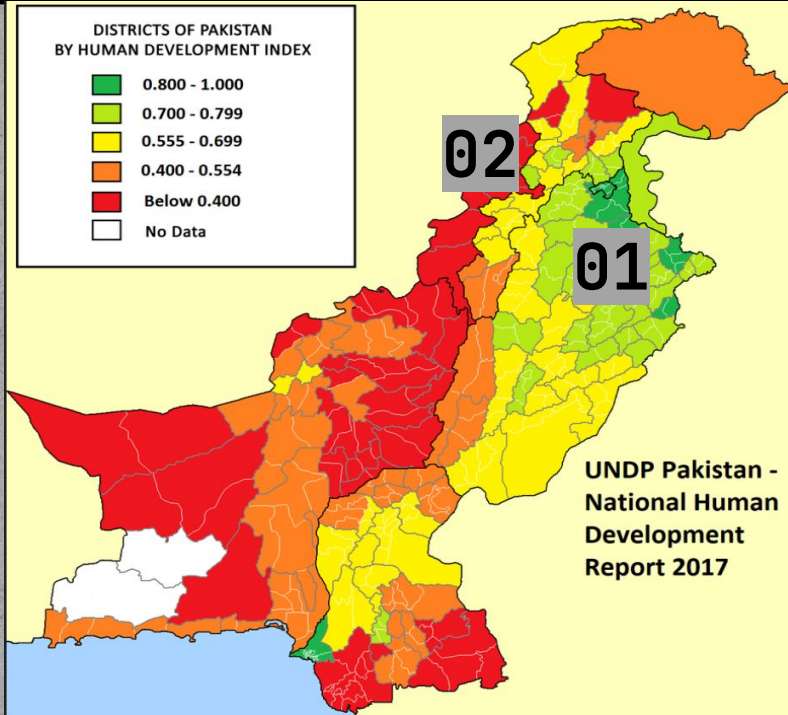 DISTRICTS OF PAKISTAN
BY HUMAN DEVELOPMENT INDEX
0.800 - 1.000
0.700 - 0.799
0.555 - 0.699
0.400 - 0.554
Below 0.400
No Data
02
01
UNDP Pakistan -
National Human
Development
Report 2017